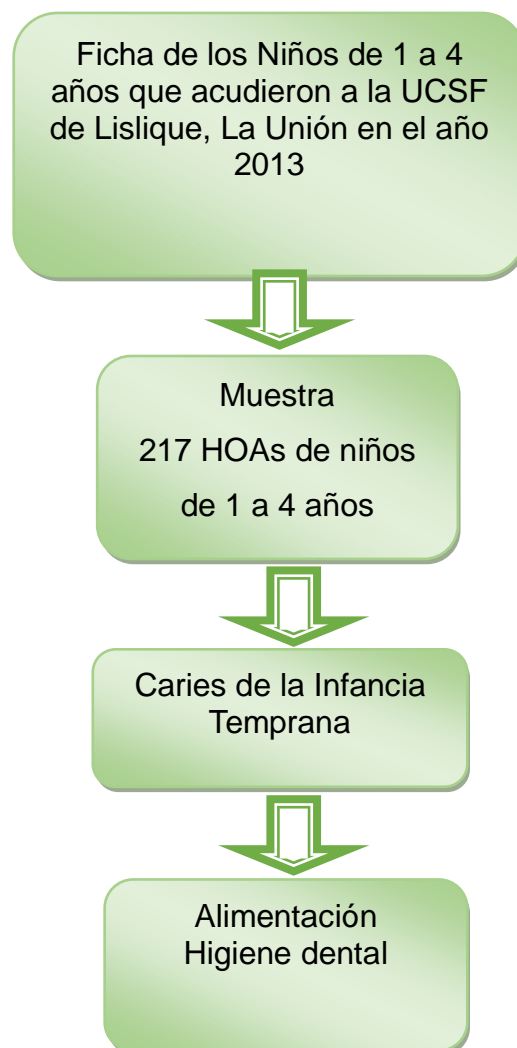 Ficha de los Niños de 1 a 4
años que acudieron a la UCSF
de Lislique, La Unión en el año
2013
Muestra
217 HOAs de niños
de 1 a 4 años
Caries de la Infancia
Temprana
Alimentación
Higiene dental